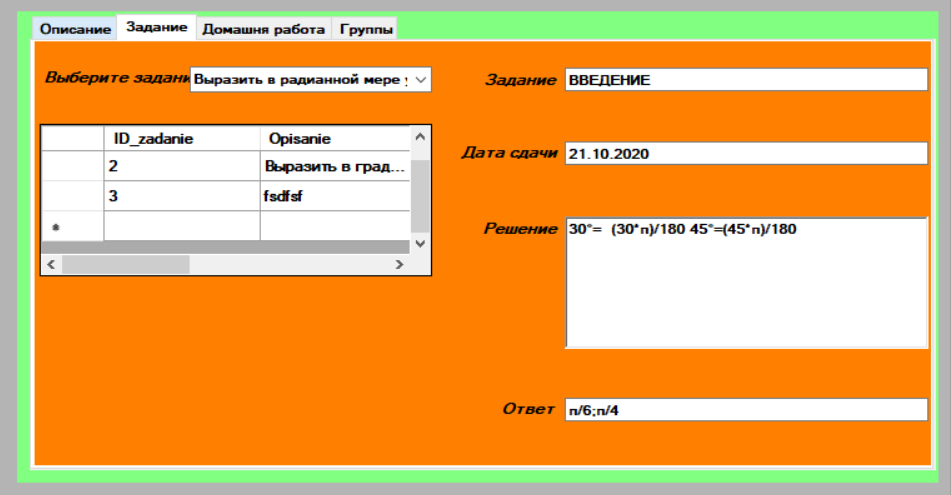 Описание Задание Домашня работа Группы
Выберите задани Выразить в радианной мере
Задание ВВЕДЕНИЕ
ID_zadanie Opisanie
2 Выразить в град...
3 fsdfsf
*
Дата сдачи 21.10.2020
Решение 30°= (30*п)/180 45°=(45*п)/180
Ответ п/6;п/4